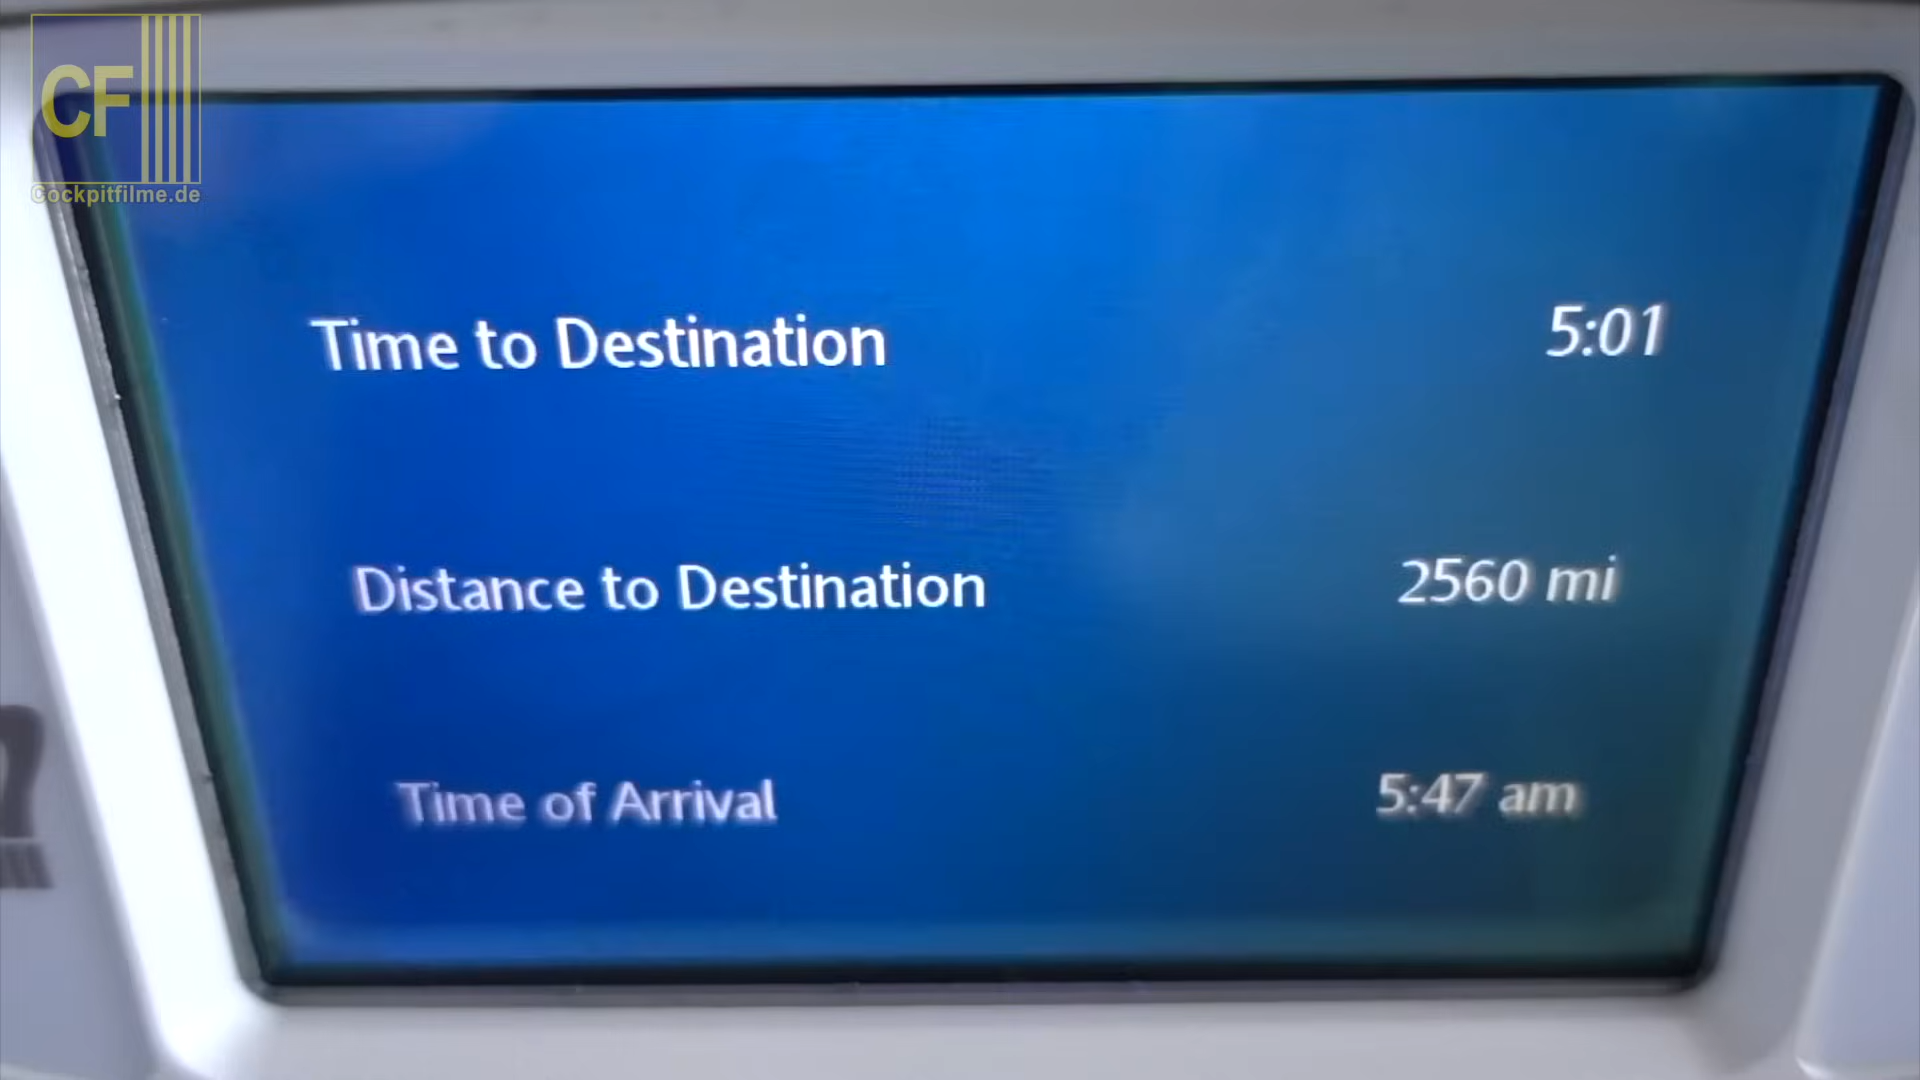 CF
Cockpitfilme.de
Time to Destination 5:01
Distance to Destination 2560 mi
Time of Arrival 5:47 am